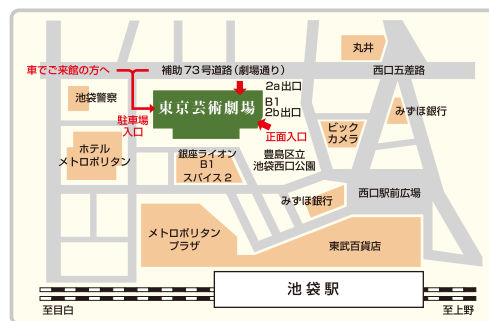 丸井
車でご来館の方へ
補助73号道路(劇場通り)
西口五差路
2a出口
池袋警察
東京芸術劇場
B1
2b出口
みずほ銀行
駐車場
入口
正面入口
ビック
カメラ
ホテル
メトロポリタン
銀座ライオン
B1
スパイス2
豊島区立
池袋西口公園
みずほ銀行
西口駅前広場
メトロポリタン
プラザ
東武百貨店
池袋駅
至目白
至上野